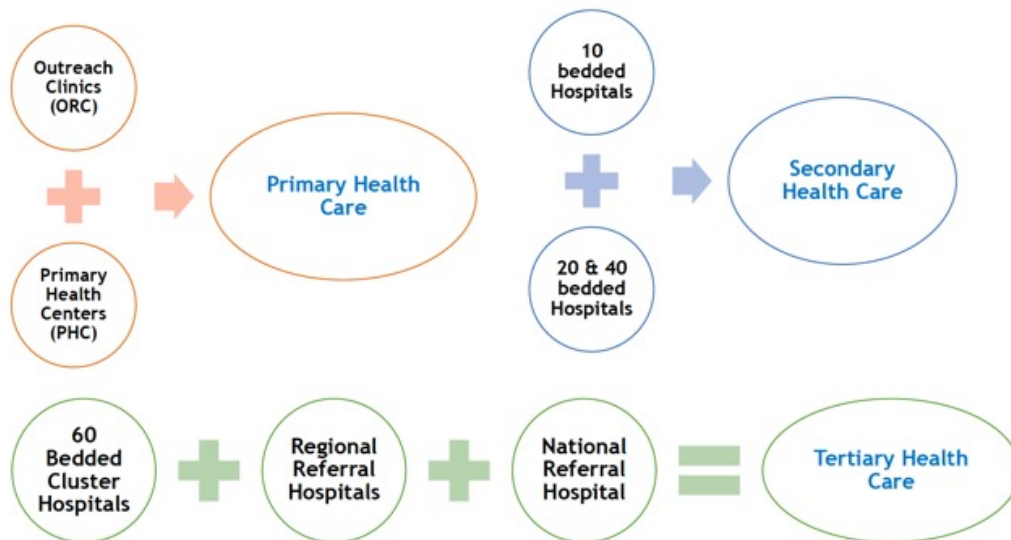 Outreach
Clinics
(ORC)
Primary Health
Care
Primary
Health
Centers
(PHC)
10
bedded
Hospitals
Secondary
Health Care
20 & 40
bedded
Hospitals
60
Bedded
Cluster
Hospitals
Regional
Referral
Hospitals
National
Referral
Hospital
Tertiary Health
Care